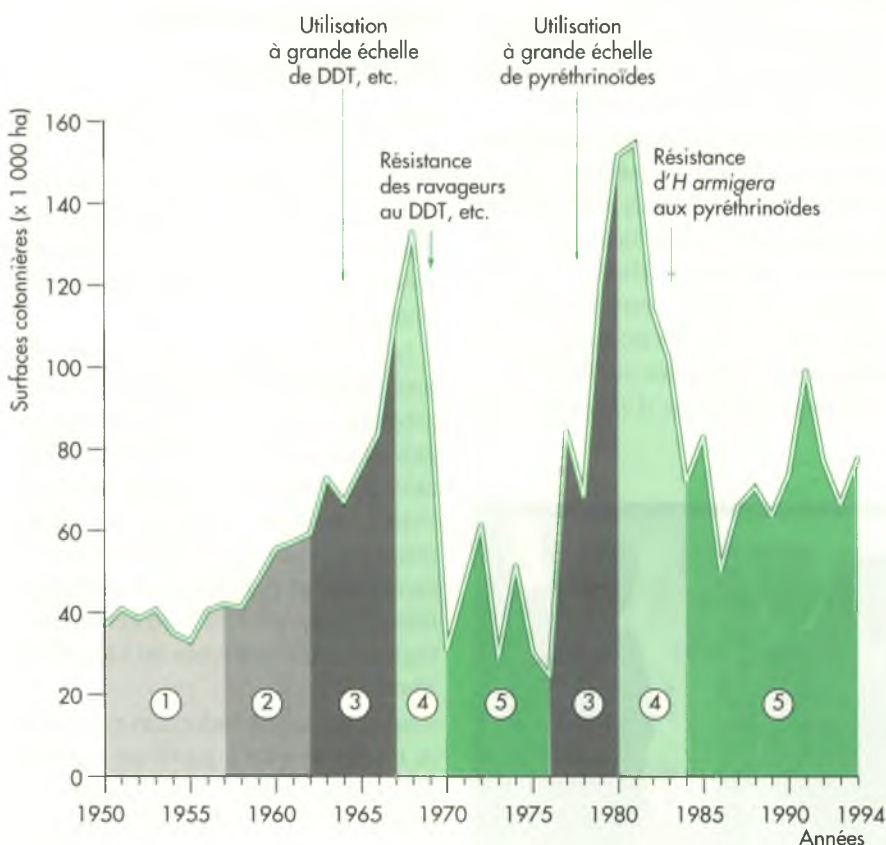 Utilisation
à grande échelle
de DDT, etc.
Utilisation
à grande échelle
de pyréthrinoïdes
Résistance
des ravageurs
au DDT, etc.
Résistance
d'H armigera
aux pyréthrinoïdes
Surfaces cotonnières (x 1 000 ha)
160
140
120
100
80
60
40
20
0
1
2
3
4
5
3
4
5
1950
1955
1960
1965
1970
1975
1980
1985
1990
1994
Années